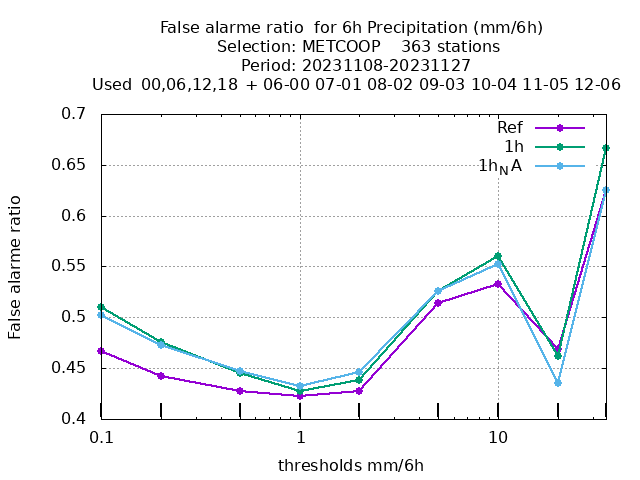 False alarme ratio  for 6h Precipitation (mm/6h)
Selection: METCOOP    363 stations
Period: 20231108-20231127
Used  00,06,12,18  + 06-00 07-01 08-02 09-03 10-04 11-05 12-06
0.7
0.65
0.6
0.55
0.5
0.45
0.4
False alarme ratio
Ref
1h
1hNA
0.1 1 10
thresholds mm/6h